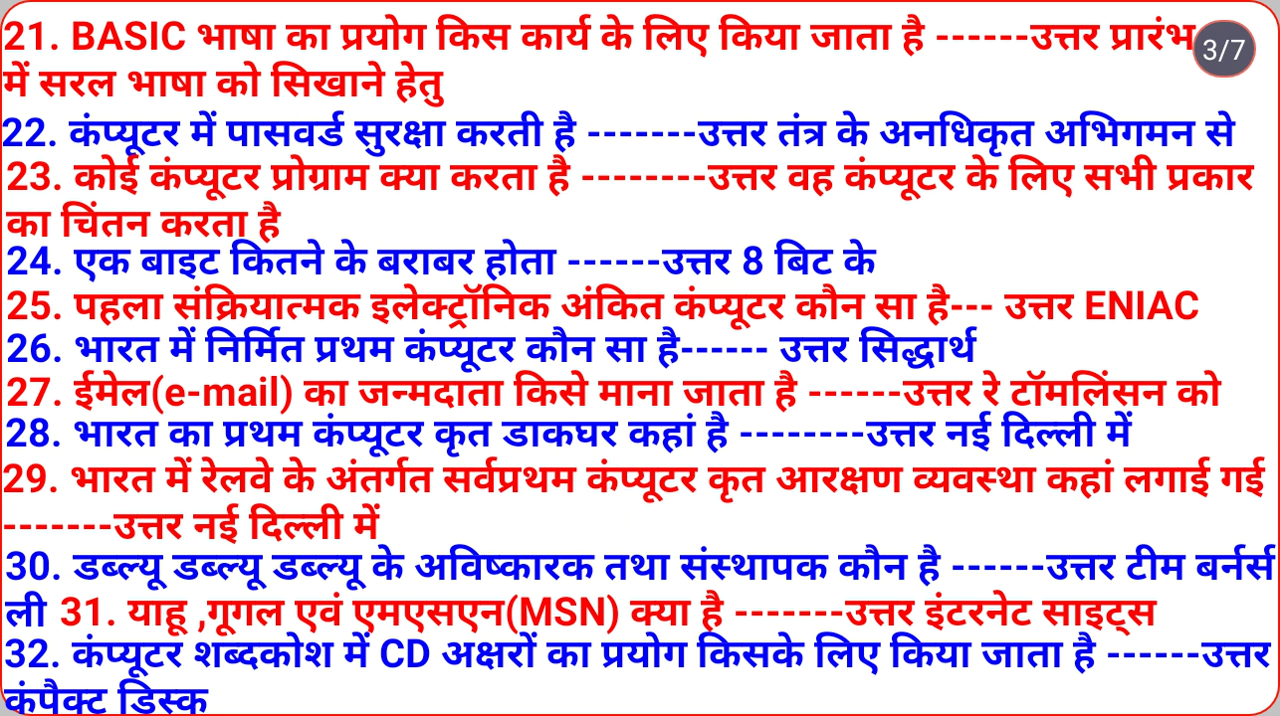 21. BASIC भाषा का प्रयोग किस कार्य के लिए किया जाता है ------उत्तर प्रारंभ
3/7
में सरल भाषा को सिखाने हेतु
22. कंप्यूटर में पासवर्ड सुरक्षा करती है -------उत्तर तंत्र के अनधिकृत अभिगमन से
23. कोई कंप्यूटर प्रोग्राम क्या करता है --------उत्तर वह कंप्यूटर के लिए सभी प्रकार
का चिंतन करता है
24. एक बाइट कितने के बराबर होता ------उत्तर 8 बिट के
25. पहला संक्रियात्मक इलेक्ट्रॉनिक अंकित कंप्यूटर कौन सा है--- उत्तर ENIAC
26. भारत में निर्मित प्रथम कंप्यूटर कौन सा है------ उत्तर सिद्धार्थ
27. ईमेल(e-mail) का जन्मदाता किसे माना जाता है ------उत्तर रे टॉमलिंसन को
28. भारत का प्रथम कंप्यूटर कृत डाकघर कहां है --------उत्तर नई दिल्ली में
29. भारत में रेलवे के अंतर्गत सर्वप्रथम कंप्यूटर कृत आरक्षण व्यवस्था कहां लगाई गई
-------उत्तर नई दिल्ली में
30. डब्ल्यू डब्ल्यू डब्ल्यू के अविष्कारक तथा संस्थापक कौन है ------उत्तर टीम बर्नर्स
ली 31. याहू ,गूगल एवं एमएसएन(MSN) क्या है -------उत्तर इंटरनेट साइट्स
32. कंप्यूटर शब्दकोश में CD अक्षरों का प्रयोग किसके लिए किया जाता है ------उत्तर
कंपैक्ट डिस्क